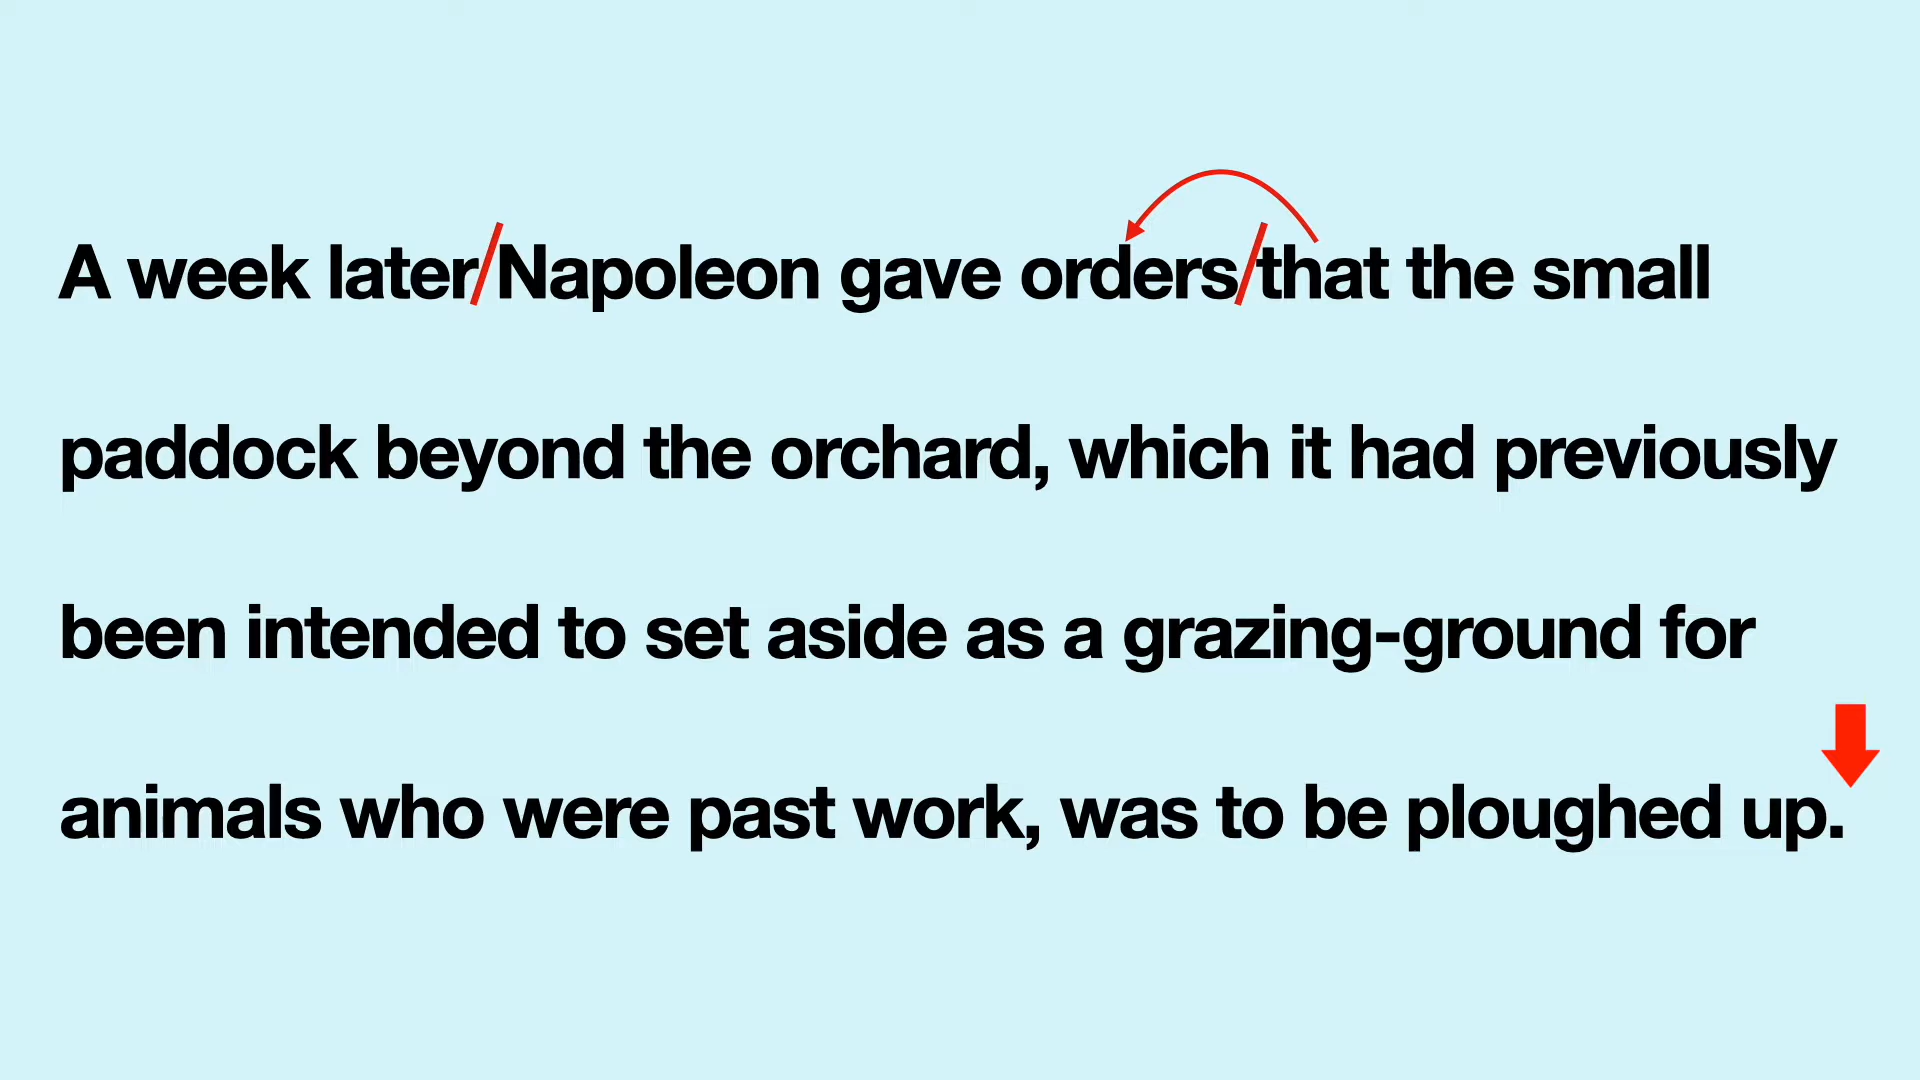 A week later/Napoleon gave orders/that the small
paddock beyond the orchard, which it had previously
been intended to set aside as a grazing-ground for
animals who were past work, was to be ploughed up.